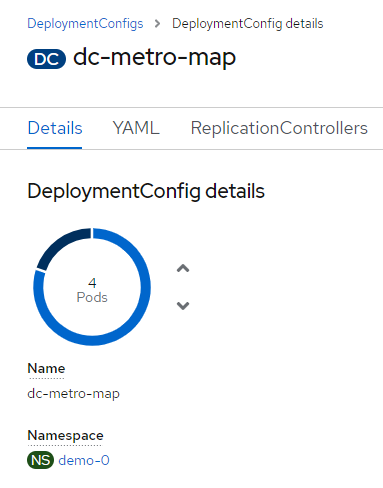 DeploymentConfigs > DeploymentConfig details
DC dc-metro-map
Details YAML ReplicationControllers
DeploymentConfig details
4
Pods
Name
dc-metro-map
Namespace
NS demo-0